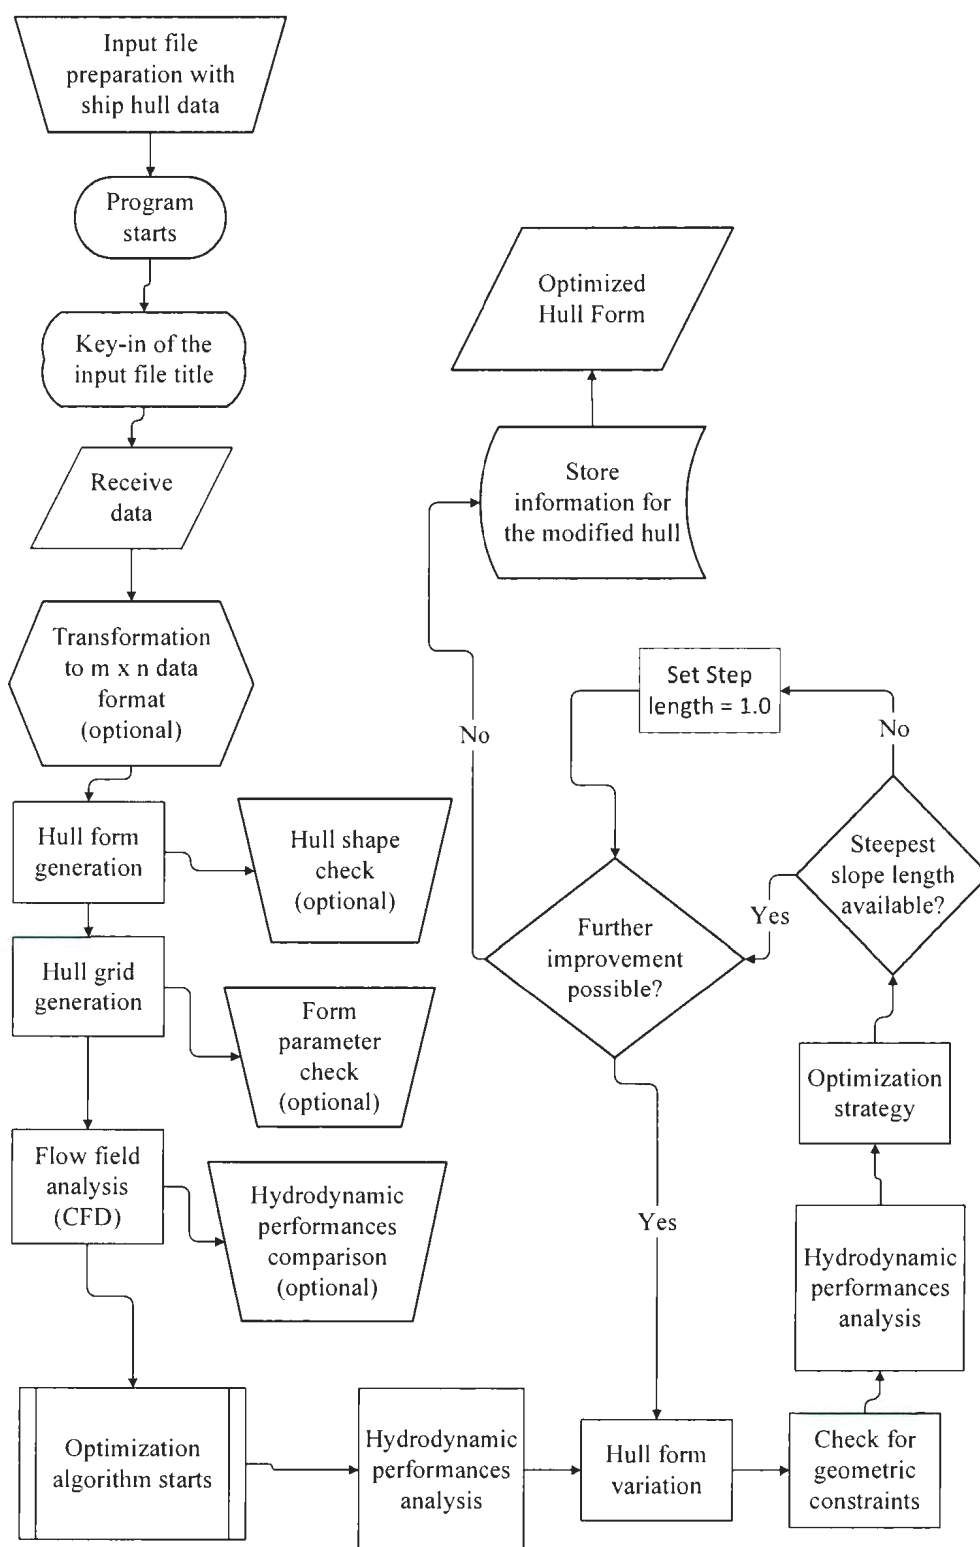 Input file
preparation with
ship hull data
Program
starts
Key-in of the
input file title
Receive
data
Transformation
to m x n data
format
(optional)
Hull form
generation
Hull shape
check
(optional)
Hull grid
generation
Form
parameter
check
(optional)
Flow field
analysis
(CFD)
Hydrodynamic
performances
comparison
(optional)
Optimization
algorithm starts
Hydrodynamic
performances
analysis
Hull form
variation
Check for
geometric
constraints
Hydrodynamic
performances
analysis
Optimization
strategy
Steepest
slope length
available?
No
Set Step
length = 1.0
Yes
Further
improvement
possible?
Yes
No
Store
information for
the modified hull
Optimized
Hull Form